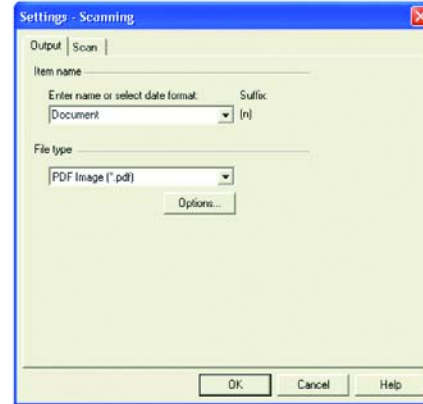 Settings - Scanning
Output Scan
Item name
Enter name or select date format: Suffix:
Document (n)
File type
PDF Image (*.pdf)
Options...
OK Cancel Help